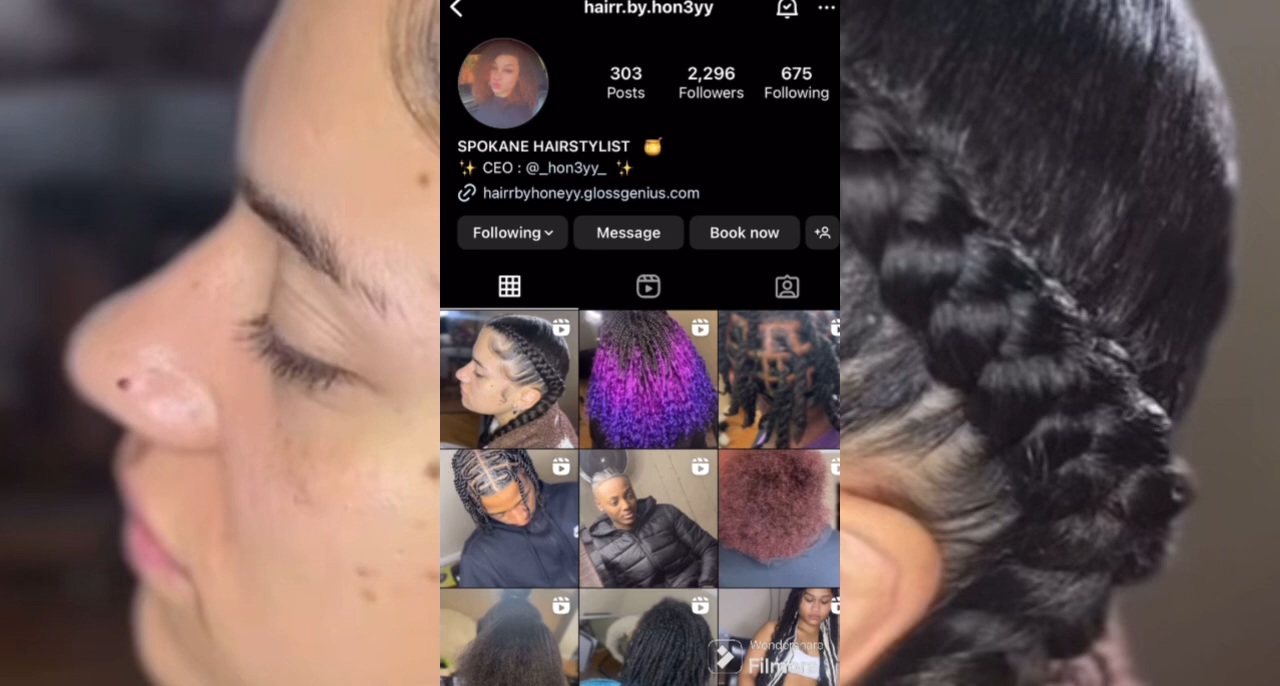 hairr.by.hon3yy
303 2,296 675
Posts Followers Following
SPOKANE HAIRSTYLIST 🍯
✨ CEO : @_hon3yy_ ✨
hairrbyhoneyy.glossgenius.com
Following Message Book now
Wondershare
Filmora